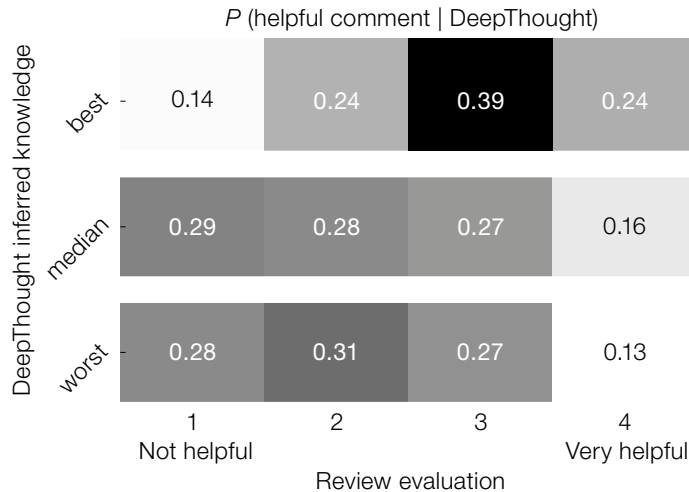 P (helpful comment | DeepThought)
DeepThought inferred knowledge
best
0.14 0.24 0.39 0.24
median
0.29 0.28 0.27 0.16
worst
0.28 0.31 0.27 0.13
1 2 3 4
Not helpful Very helpful
Review evaluation